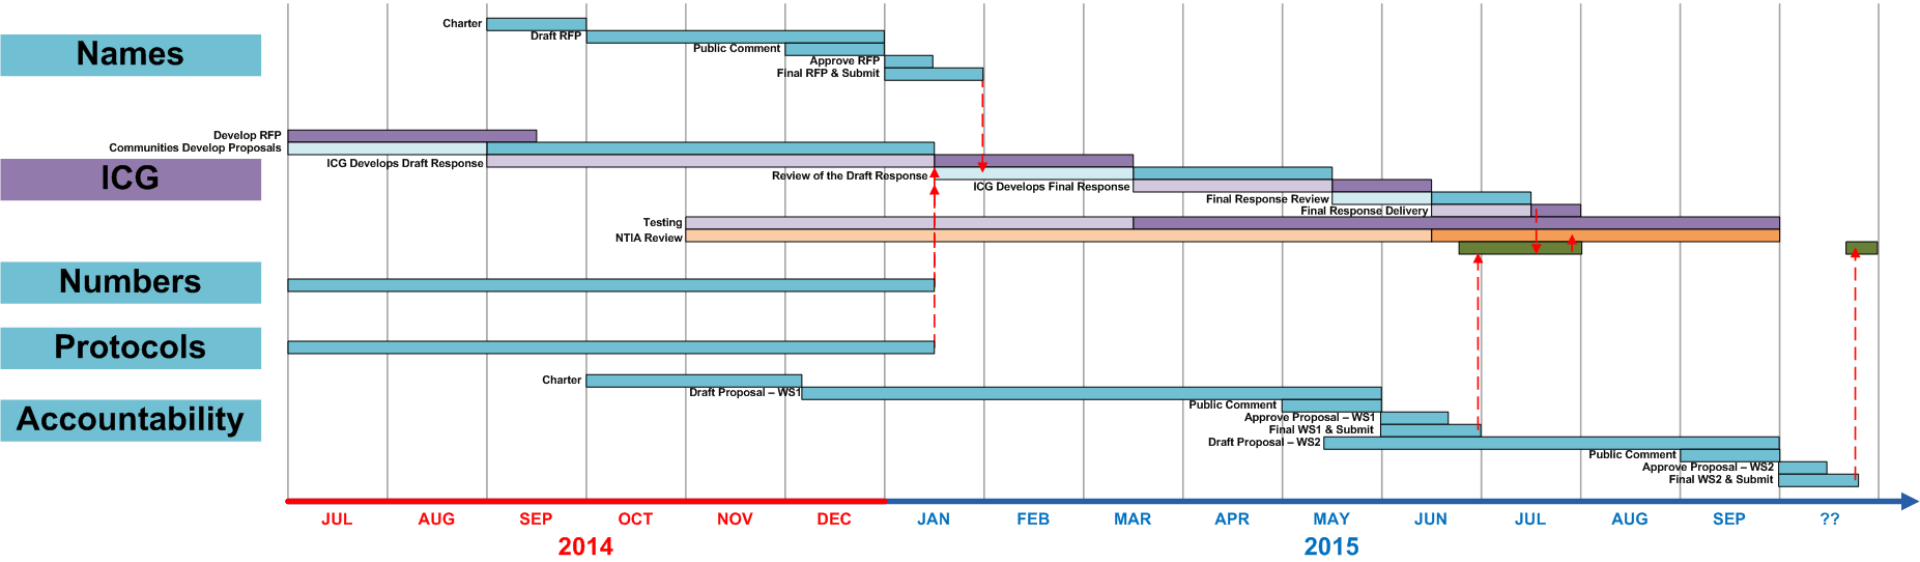 Names
Charter
Draft RFP
Public Comment
Approve RFP
Final RFP & Submit
ICG
Develop RFP
Communities Develop Proposals
ICG Develops Draft Response
Review of the Draft Response
ICG Develops Final Response
Final Response Review
Final Response Delivery
Testing
NTIA Review
Numbers
Protocols
Accountability
Charter
Draft Proposal – WS1
Public Comment
Approve Proposal – WS1
Final WS1 & Submit
Draft Proposal – WS2
Public Comment
Approve Proposal – WS2
Final WS2 & Submit
JUL AUG SEP OCT NOV DEC JAN FEB MAR APR MAY JUN JUL AUG SEP ??
2014 2015